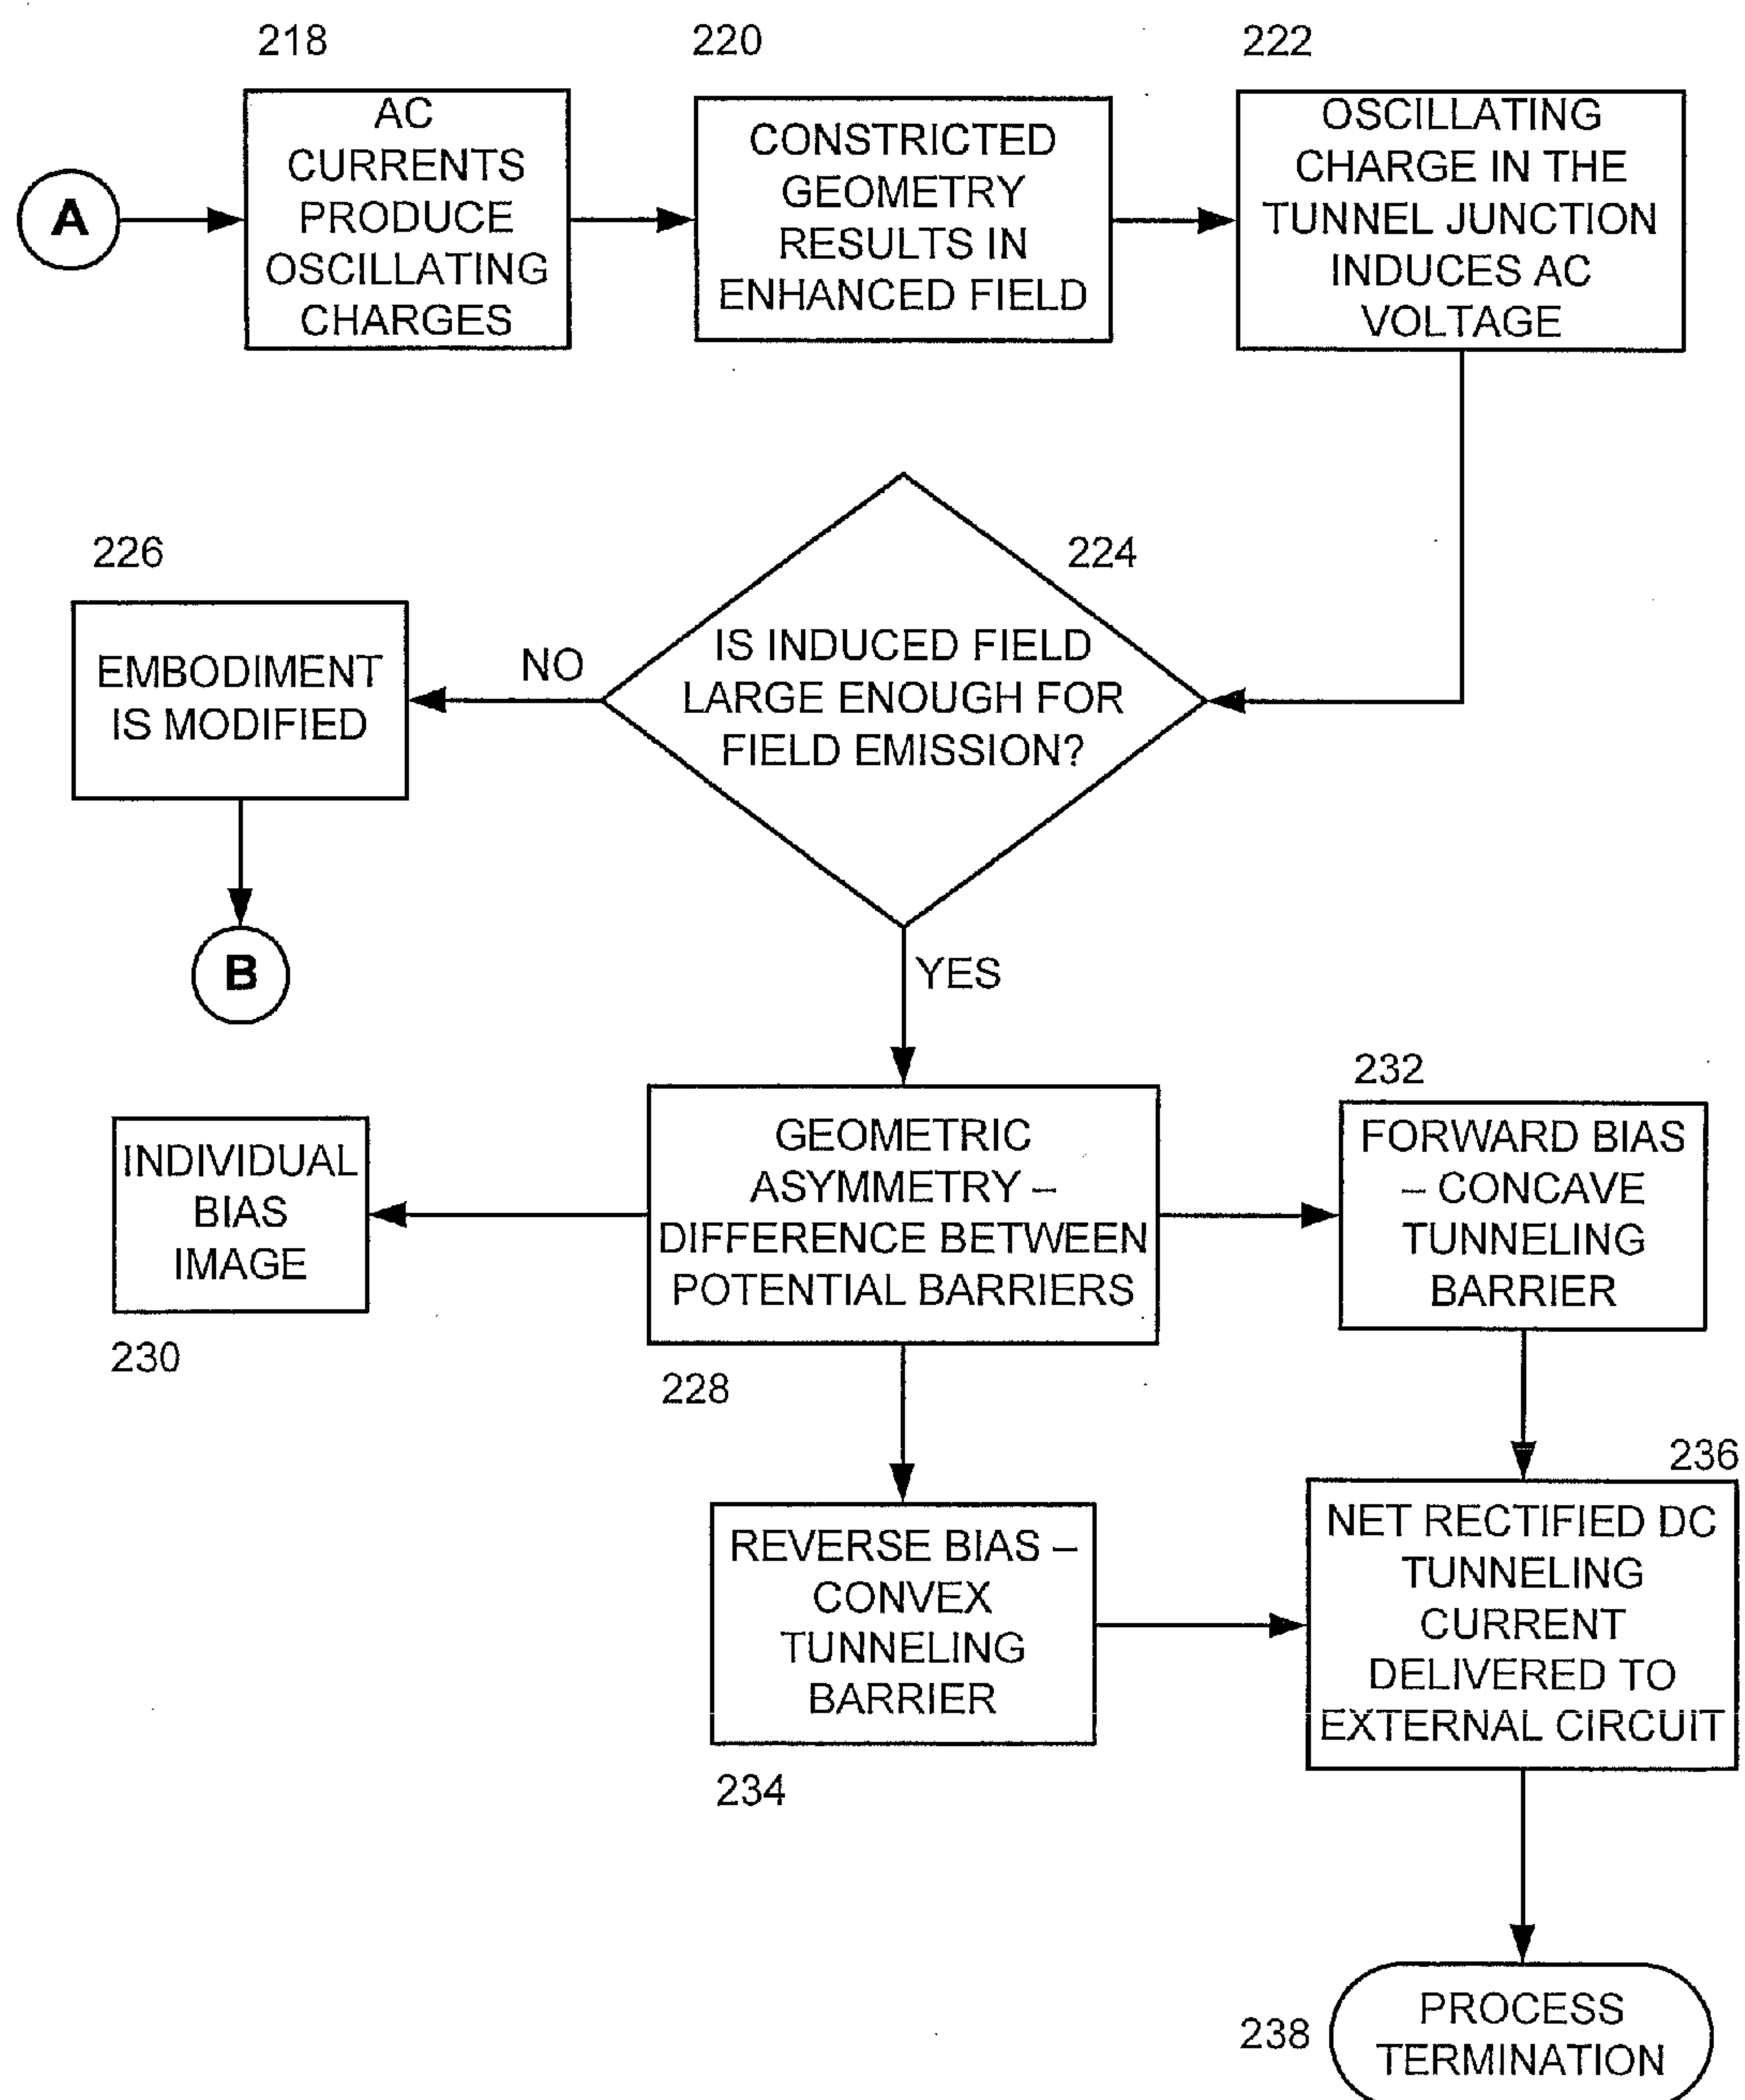 218
220
222
A
AC
CURRENTS
PRODUCE
OSCILLATING
CHARGES
CONSTRICTED
GEOMETRY
RESULTS IN
ENHANCED FIELD
OSCILLATING
CHARGE IN THE
TUNNEL JUNCTION
INDUCES AC
VOLTAGE
224
IS INDUCED FIELD
LARGE ENOUGH FOR
FIELD EMISSION?
NO
226
EMBODIMENT
IS MODIFIED
B
YES
GEOMETRIC
ASYMMETRY –
DIFFERENCE BETWEEN
POTENTIAL BARRIERS
228
INDIVIDUAL
BIAS
IMAGE
230
232
FORWARD BIAS
– CONCAVE
TUNNELING
BARRIER
REVERSE BIAS –
CONVEX
TUNNELING
BARRIER
234
236
NET RECTIFIED DC
TUNNELING
CURRENT
DELIVERED TO
EXTERNAL CIRCUIT
238
PROCESS
TERMINATION